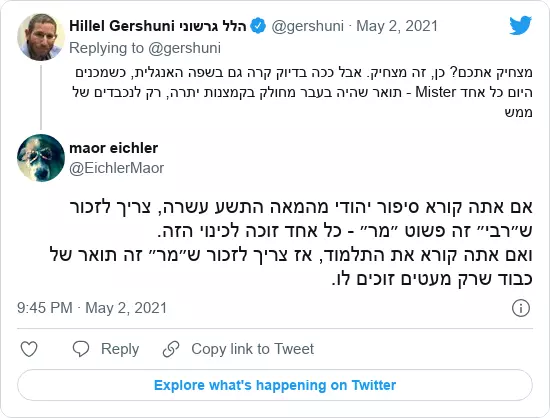 Hillel Gershuni הלל גרשוני @gershuni · May 2, 2021
Replying to @gershuni
מצחיק אתכם? כן, זה מצחיק. אבל ככה בדיוק קרה גם בשפה האנגלית, כשמכנים
היום כל אחד Mister - תואר שהיה בעבר מחולק בקמצנות יתרה, רק לנכבדים של
ממש
maor eichler
@EichlerMaor
אם אתה קורא סיפור יהודי מהמאה התשע עשרה, צריך לזכור
ש״רבי״ זה פשוט ״מר״ - כל אחד זוכה לכינוי הזה.
ואם אתה קורא את התלמוד, אז צריך לזכור ש״מר״ זה תואר של
כבוד שרק מעטים זוכים לו.
9:45 PM · May 2, 2021
Reply
Copy link to Tweet
Explore what's happening on Twitter